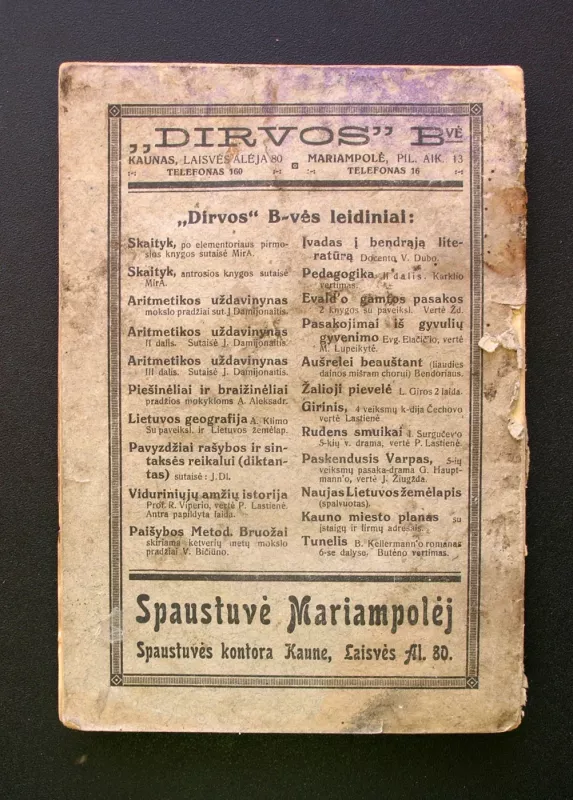 „DIRVOS" BVĖ
KAUNAS, LAISVĖS ALĖJA 80
TELEFONAS 160
MARIAMPOLĖ, PIL. AIK. 13
TELEFONAS 16
„Dirvos" B-vės leidiniai:
Skaityk, po elementoriaus pirmo-
sios knygos sutaisė MirA.
Skaityk, antrosios knygos sutaisė
MirA.
Aritmetikos uždavinynas
mokslo pradžiai sut. J Damijonaitis.
Aritmetikos uždavinynas
II dalis. Sutaisė J. Damijonaitis.
Aritmetikos uždavinynas
III dalis. Sutaisė J. Damijonaitis.
Piešinėliai ir braižinėliai
pradžios mokykloms A. Aleksadr.
Lietuvos geografija A. Klimo
Su paveiksl. ir Lietuvos žemėlap.
Pavyzdžiai rašybos ir sin-
taksės reikalui (diktan-
tas) sutaisė: J. Dl.
Viduriniųjų amžių istorija
Prof. R. Viperio, vertė P. Lastienė.
Antra papildyta laida.
Paišybos Metod. Bruožai
skiriama ketverių metų mokslo
pradžiai V. Bičiūno.
Įvadas į bendrąją lite-
ratūrą Docento V. Dubo.
Pedagogika II dalis. Karklio
vertimas.
Evald'o gamtos pasakos
2 knygos su paveiksl. Vertė Žd.
Pasakojimai iš gyvulių
gyvenimo Evg. Elačič'io, vertė
M. Lupeikytė.
Aušrelei beauštant (liaudies
dainos mišram chorui) Bendoriaus.
Žalioji pievelė L. Giros 2 laida.
Girinis, 4 veiksmų k-dija Čechovo
vertė Lastienė.
Rudens smuikai I. Surgučev'o
5-kių v. drama, vertė P. Lastienė.
Paskendusis Varpas, 5-ių
veiksmų pasaka-drama G. Haupt-
mann'o, vertė J. Žiugžda.
Naujas Lietuvos žemėlapis
(spalvuotas).
Kauno miesto planas su
įstaigų ir firmų adresais.
Tunelis B. Kellermann'o romanas
6-se dalyse, Butėno vertimas.
Spaustuvė Mariampolėj
Spaustuvės kontora Kaune, Laisvės Al. 80.